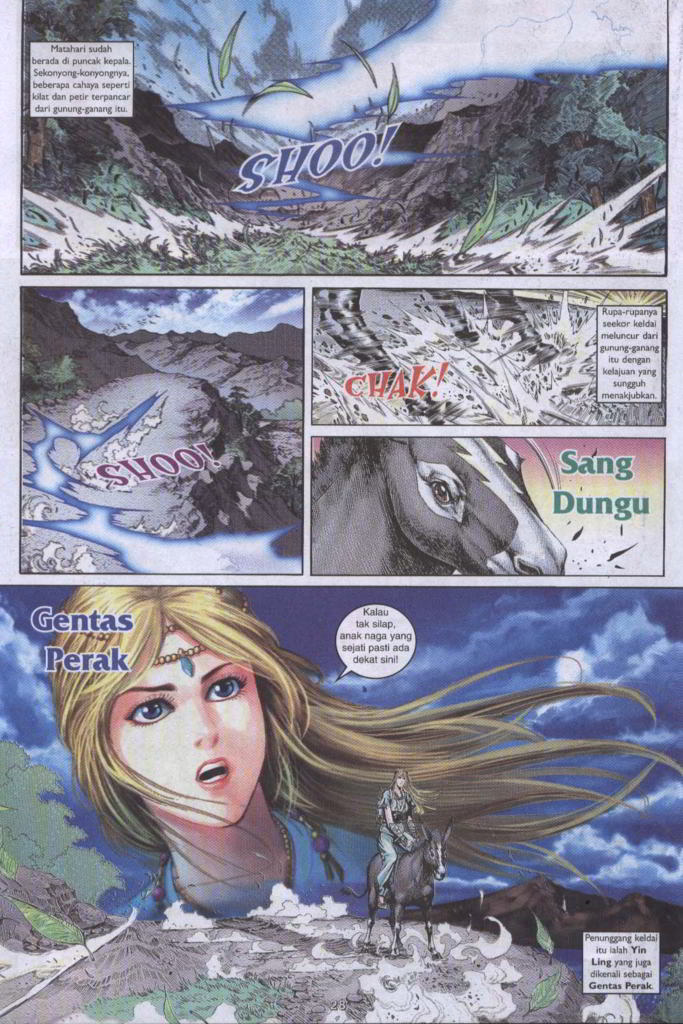 Matahari sudah
berada di puncak kepala.
Sekonyong-konyongnya,
beberapa cahaya seperti
kilat dan petir terpancar
dari gunung-ganang itu.
SHOO!
SHOO!
Rupa-rupanya
seekor keldai
meluncur dari
gunung-ganang
itu dengan
kelajuan yang
sungguh
menakjubkan.
CHAK!
Sang
Dungu
Gentas
Perak
Kalau
tak silap,
anak naga yang
sejati pasti ada
dekat sini!
Penunggang keldai
itu ialah Yin
Ling yang juga
dikenali sebagai
Gentas Perak.
28